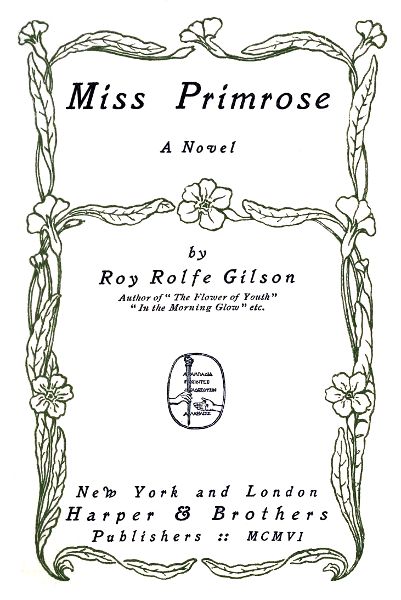 Miss Primrose
A Novel
by
Roy Rolfe Gilson
Author of "The Flower of Youth"
"In the Morning Glow" etc.
New York and London
Harper & Brothers
Publishers :: MCMVI